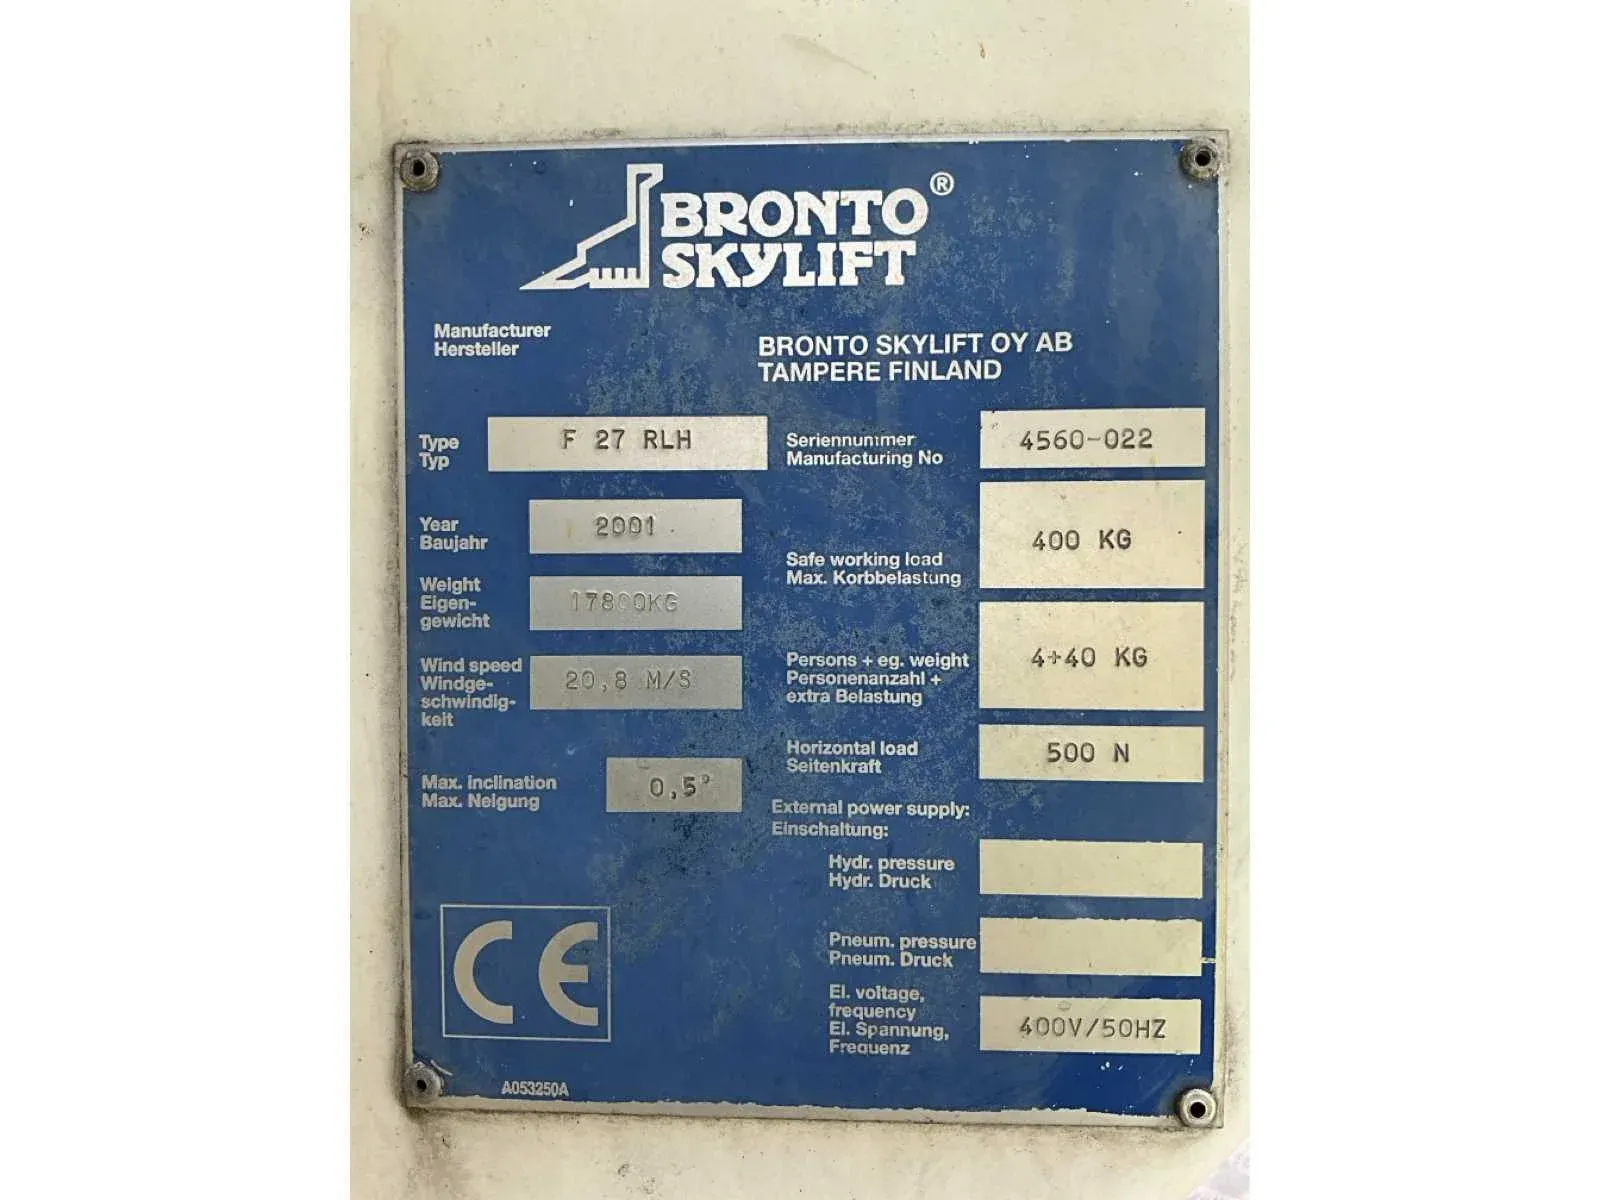 BRONTO®
SKYLIFT
Manufacturer
Hersteller
BRONTO SKYLIFT OY AB
TAMPERE FINLAND
Type
Typ
F 27 RLH
Seriennummer
Manufacturing No
4560-022
Year
Baujahr
2001
Safe working load
Max. Korbbelastung
400 KG
Weight
Eigen-
gewicht
17800KG
Persons + eg. weight
Personenanzahl +
extra Belastung
4+40 KG
Wind speed
Windge-
schwindig-
keit
20,8 M/S
Horizontal load
Seitenkraft
500 N
Max. inclination
Max. Neigung
0,5°
External power supply:
Einschaltung:
Hydr. pressure
Hydr. Druck
Pneum. pressure
Pneum. Druck
El. voltage,
frequency
El. Spannung,
Frequenz
400V/50HZ
CE
A053250A